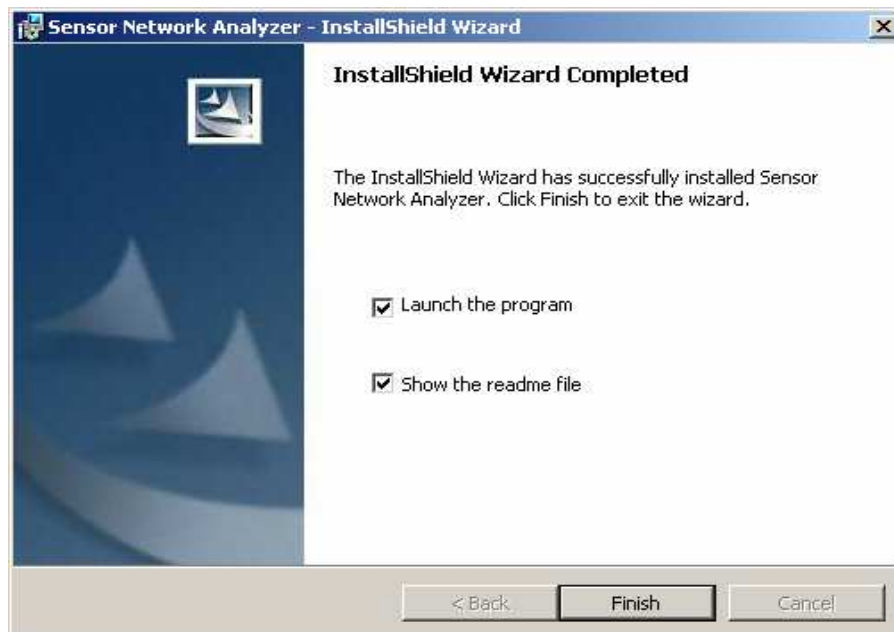 Sensor Network Analyzer - InstallShield Wizard
InstallShield Wizard Completed
The InstallShield Wizard has successfully installed Sensor
Network Analyzer. Click Finish to exit the wizard.
Launch the program
Show the readme file
< Back
Finish
Cancel